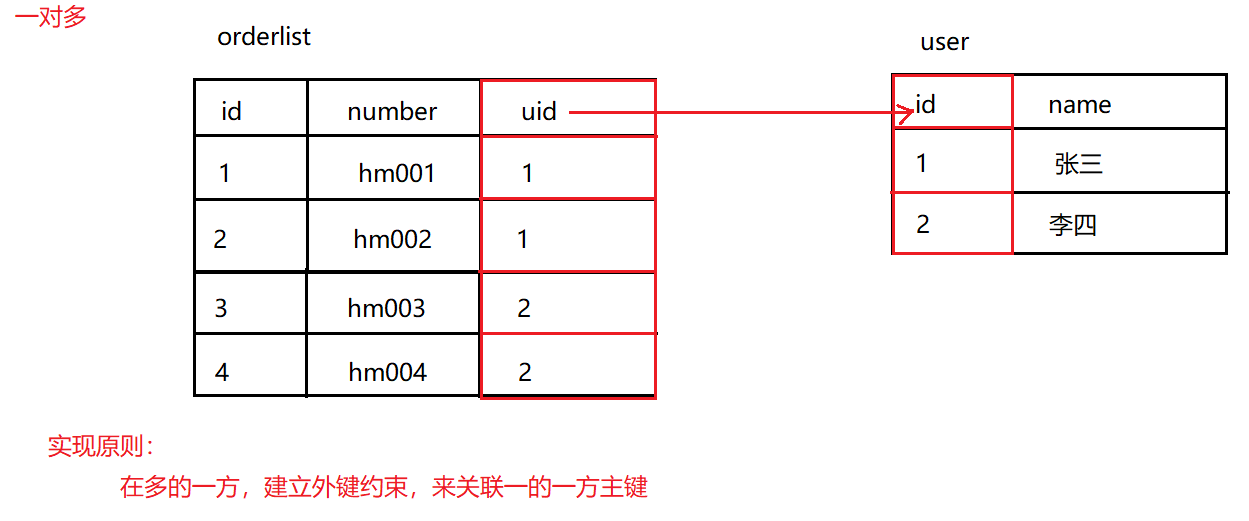 一对多
orderlist
user
id number uid
id name
1 hm001 1
1 张三
2 hm002 1
2 李四
3 hm003 2
4 hm004 2
实现原则：
在多的一方，建立外键约束，来关联一的一方主键